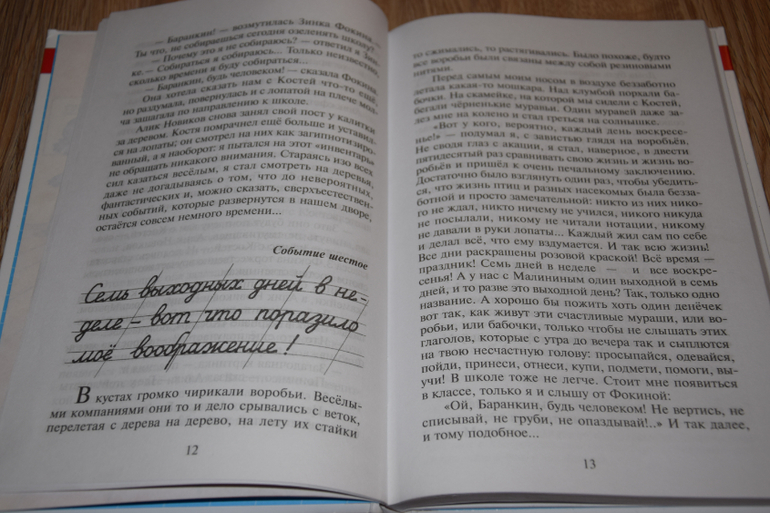 — Баранкин! — возмутилась Зинка Фокина. —
Ты что, не собираешься сегодня озеленять школу?
— Почему это я не собираюсь? — ответил я Зин-
ке. — Собираться я собираюсь... Только неизвестно,
сколько времени я буду собираться...
— Баранкин, будь человеком! — сказала Фокина.
Она хотела сказать нам с Костей что-то ещё,
но раздумала, повернулась и с лопатой на плече мол-
ча зашагала по направлению к школе.
Алик Новиков снова занял свой пост у калитки
за деревом. Костя помрачнел ещё больше и уставил-
ся на лопаты; он смотрел на них как загипнотизиро-
ванный, а я наоборот: я пытался на этот «инвентарь»
не обращать никакого внимания. Стараясь изо всех
сил казаться весёлым, я стал смотреть на деревья,
даже не догадываясь о том, что до невероятных,
фантастических и, можно сказать, сверхъестествен-
ных событий, которые развернутся в нашем дворе,
остаётся совсем немного времени...
Событие шестое
Семь выходных дней в не-
деле – вот что поразило
моё воображение!
В кустах громко чирикали воробьи. Весёлы-
ми компаниями они то и дело срывались с веток,
перелетая с дерева на дерево, на лету их стайки
12
то сжимались, то растягивались. Было похоже, будто
все воробьи были связаны между собой резиновыми
нитями.
Перед самым моим носом в воздухе беззаботно
летала какая-то мошкара. Над клумбой порхали ба-
бочки. На скамейке, на которой мы сидели с Костей,
бегали чёрненькие мураши. Один мураш даже за-
лез мне на колено и стал греться на солнышке.
«Вот у кого, вероятно, каждый день воскресе-
нье!» — подумал я, с завистью глядя на воробьёв.
Не сводя глаз с акации, я стал, наверное, в двести
пятидесятый раз сравнивать свою жизнь и жизнь во-
робьёв и пришёл к очень печальному заключению.
Достаточно было взглянуть один раз, чтобы убедить-
ся, что жизнь птиц и разных насекомых была безза-
ботной и просто замечательной: никто из них нико-
го не ждал, никто ничему не учился, никого никуда
не посылали, никому не читали нотации, никому
не давали в руки лопаты... Каждый жил сам по себе
и делал всё, что ему вздумается. И так всю жизнь!
Все дни раскрашены розовой краской! Всё время —
праздник! Семь дней в неделе — и все воскре-
сенья! А у нас с Малининым один выходной в семь
дней, и то разве это выходной день? Так, только одно
название. А хорошо бы пожить хоть один денёчек
вот так, как живут эти счастливые мураши, или во-
робьи, или бабочки, только чтобы не слышать этих
глаголов, которые с утра до вечера так и сыплются
на твою несчастную голову: просыпайся, одевайся,
пойди, принеси, отнеси, купи, подмети, помоги, вы-
учи! В школе тоже не легче. Стоит мне появиться
в классе, только я и слышу от Фокиной:
«Ой, Баранкин, будь человеком! Не вертись, не
списывай, не груби, не опаздывай!..» И так далее,
и тому подобное...
13